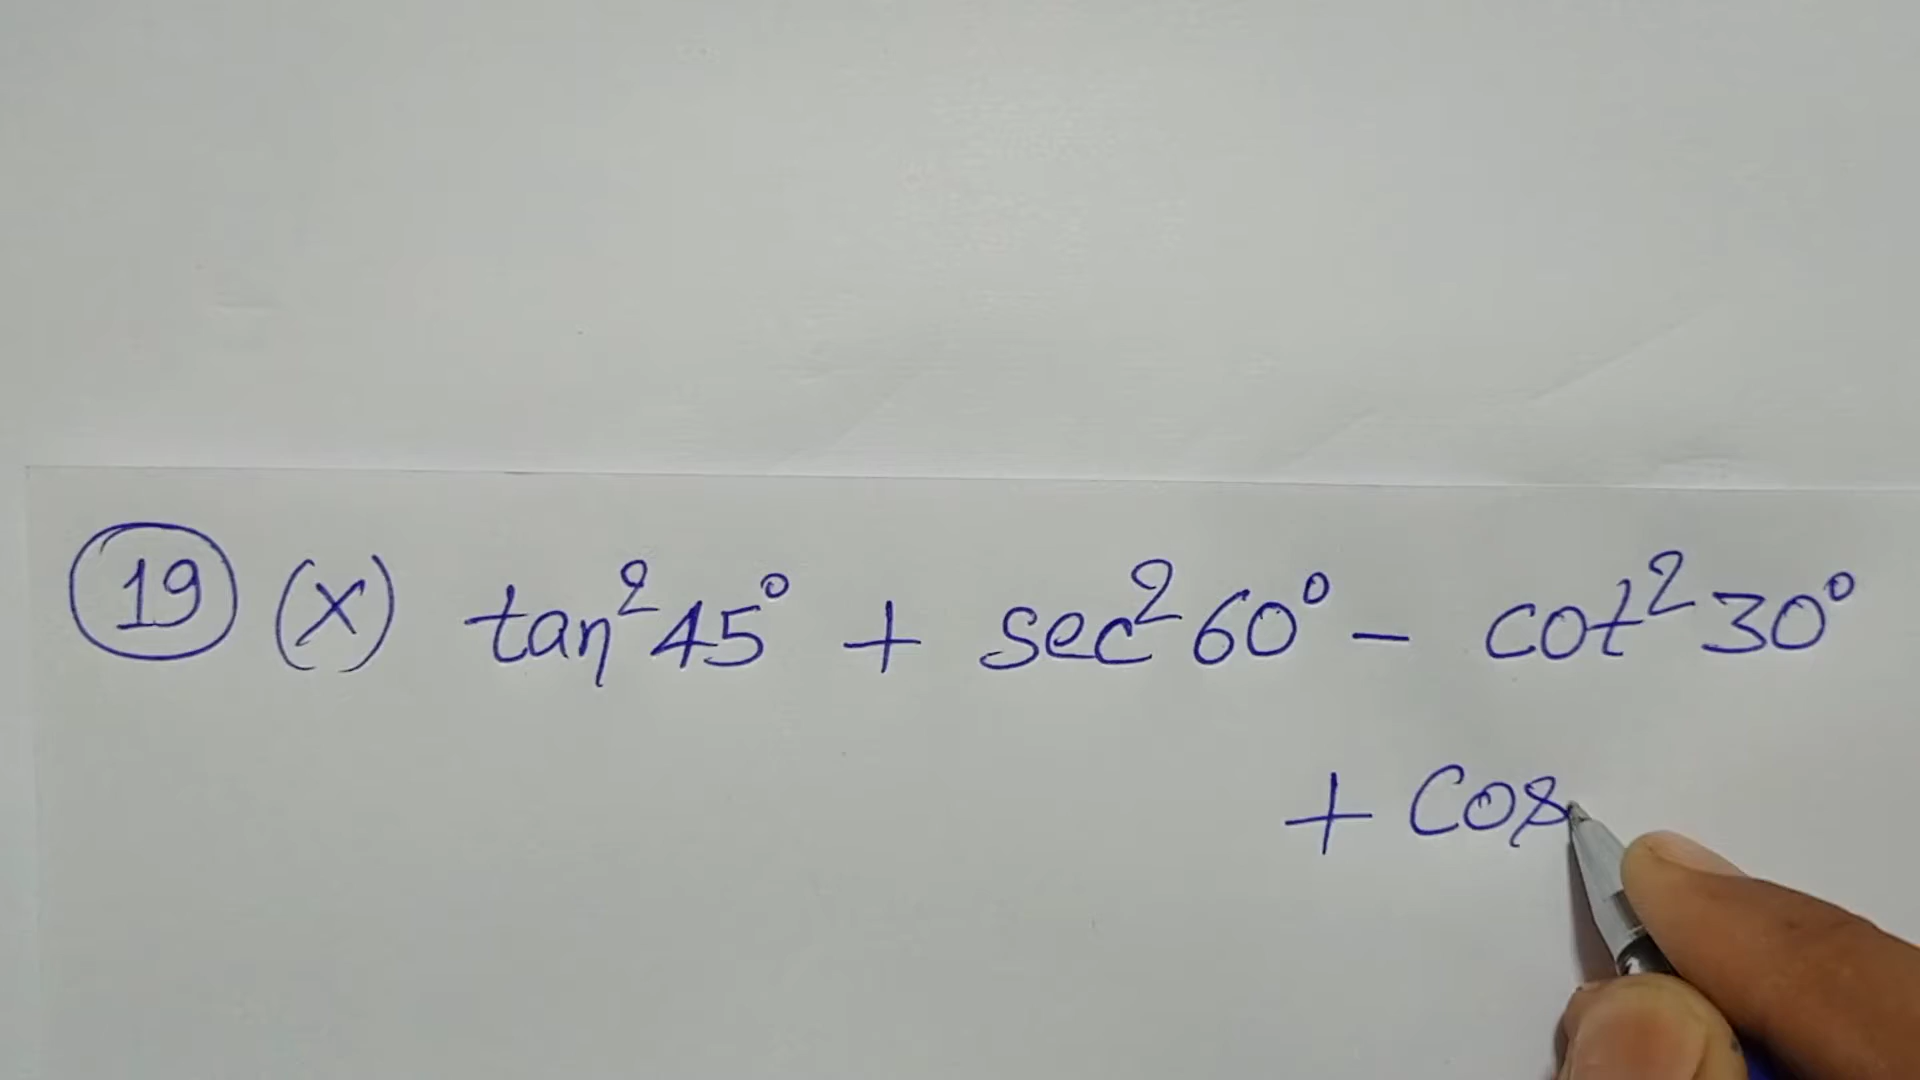 19 (x) tan²45° + sec²60° - cot²30°
+ Cos